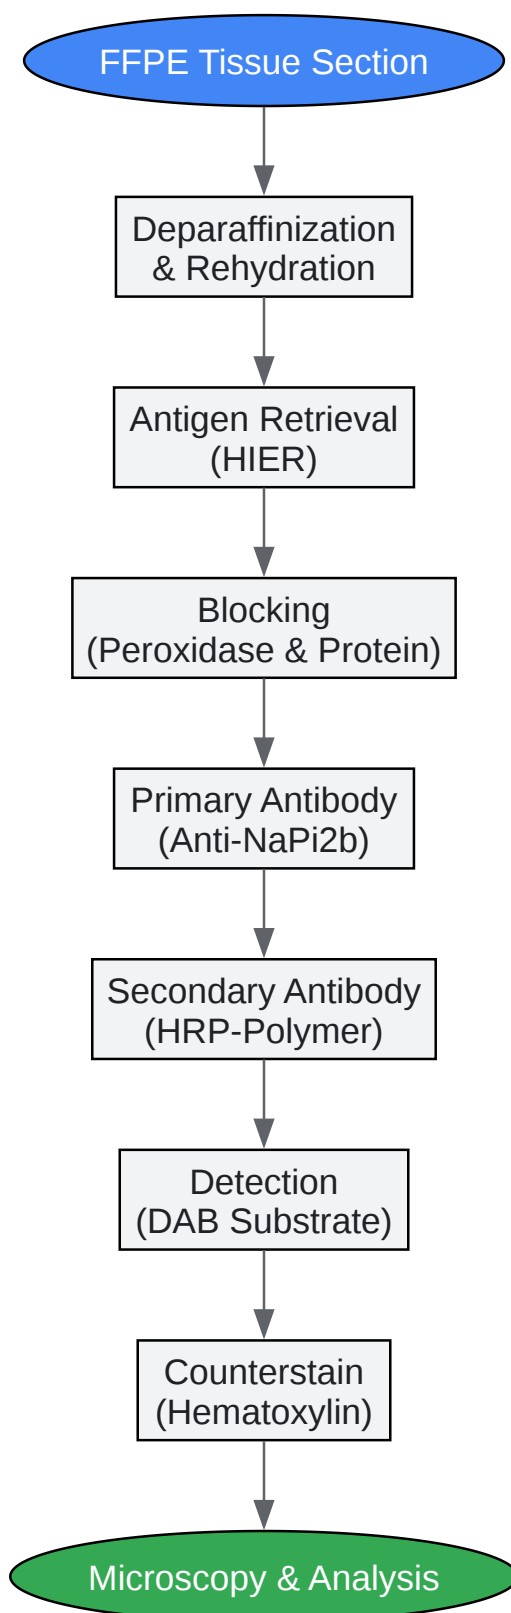 FFPE Tissue Section
Deparaffinization
& Rehydration
Antigen Retrieval
(HIER)
Blocking
(Peroxidase & Protein)
Primary Antibody
(Anti-NaPi2b)
Secondary Antibody
(HRP-Polymer)
Detection
(DAB Substrate)
Counterstain
(Hematoxylin)
Microscopy & Analysis